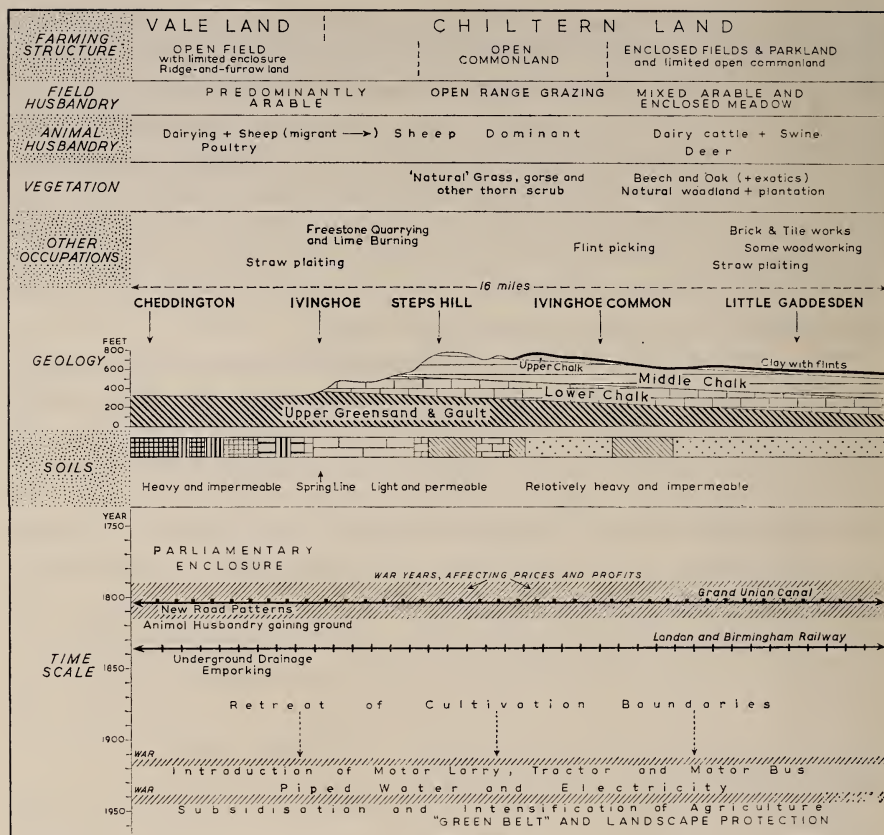 FARMING STRUCTURE
VALE LAND
CHILTERN LAND
OPEN FIELD
with limited enclosure
Ridge-and-furrow land
OPEN
COMMONLAND
ENCLOSED FIELDS & PARKLAND
and limited open commonland
FIELD HUSBANDRY
PREDOMINANTLY
ARABLE
OPEN RANGE GRAZING
MIXED ARABLE AND
ENCLOSED MEADOW
ANIMAL HUSBANDRY
Dairying + Sheep (migrant →) Sheep Dominant
Poultry
Dairy cattle + Swine
Deer
VEGETATION
'Natural' Grass, gorse and
other thorn scrub
Beech and Oak (+exotics)
Natural woodland + plantation
OTHER OCCUPATIONS
Freestone Quarrying
and Lime Burning
Straw plaiting
Flint picking
Brick & Tile works
Some woodworking
Straw plaiting
16 miles
CHEDDINGTON IVINGHOE STEPS HILL IVINGHOE COMMON LITTLE GADDESDEN
GEOLOGY
FEET
800
600
400
200
0
Upper Chalk
Clay with flints
Middle Chalk
Lower Chalk
Upper Greensand & Gault
SOILS
Heavy and impermeable Spring Line Light and permeable Relatively heavy and impermeable
TIME SCALE
YEAR
1750
PARLIAMENTARY
ENCLOSURE
WAR YEARS, AFFECTING PRICES AND PROFITS
Grand Union Canal
1800
New Road Patterns
Animal Husbandry gaining ground
London and Birmingham Railway
1850
Underground Drainage
Emporking
Retreat of Cultivation Boundaries
1900
WAR
Introduction of Motor Lorry, Tractor and Motor Bus
Piped Water and Electricity
WAR
1950
Subsidisation and Intensification of Agriculture
"GREEN BELT" AND LANDSCAPE PROTECTION